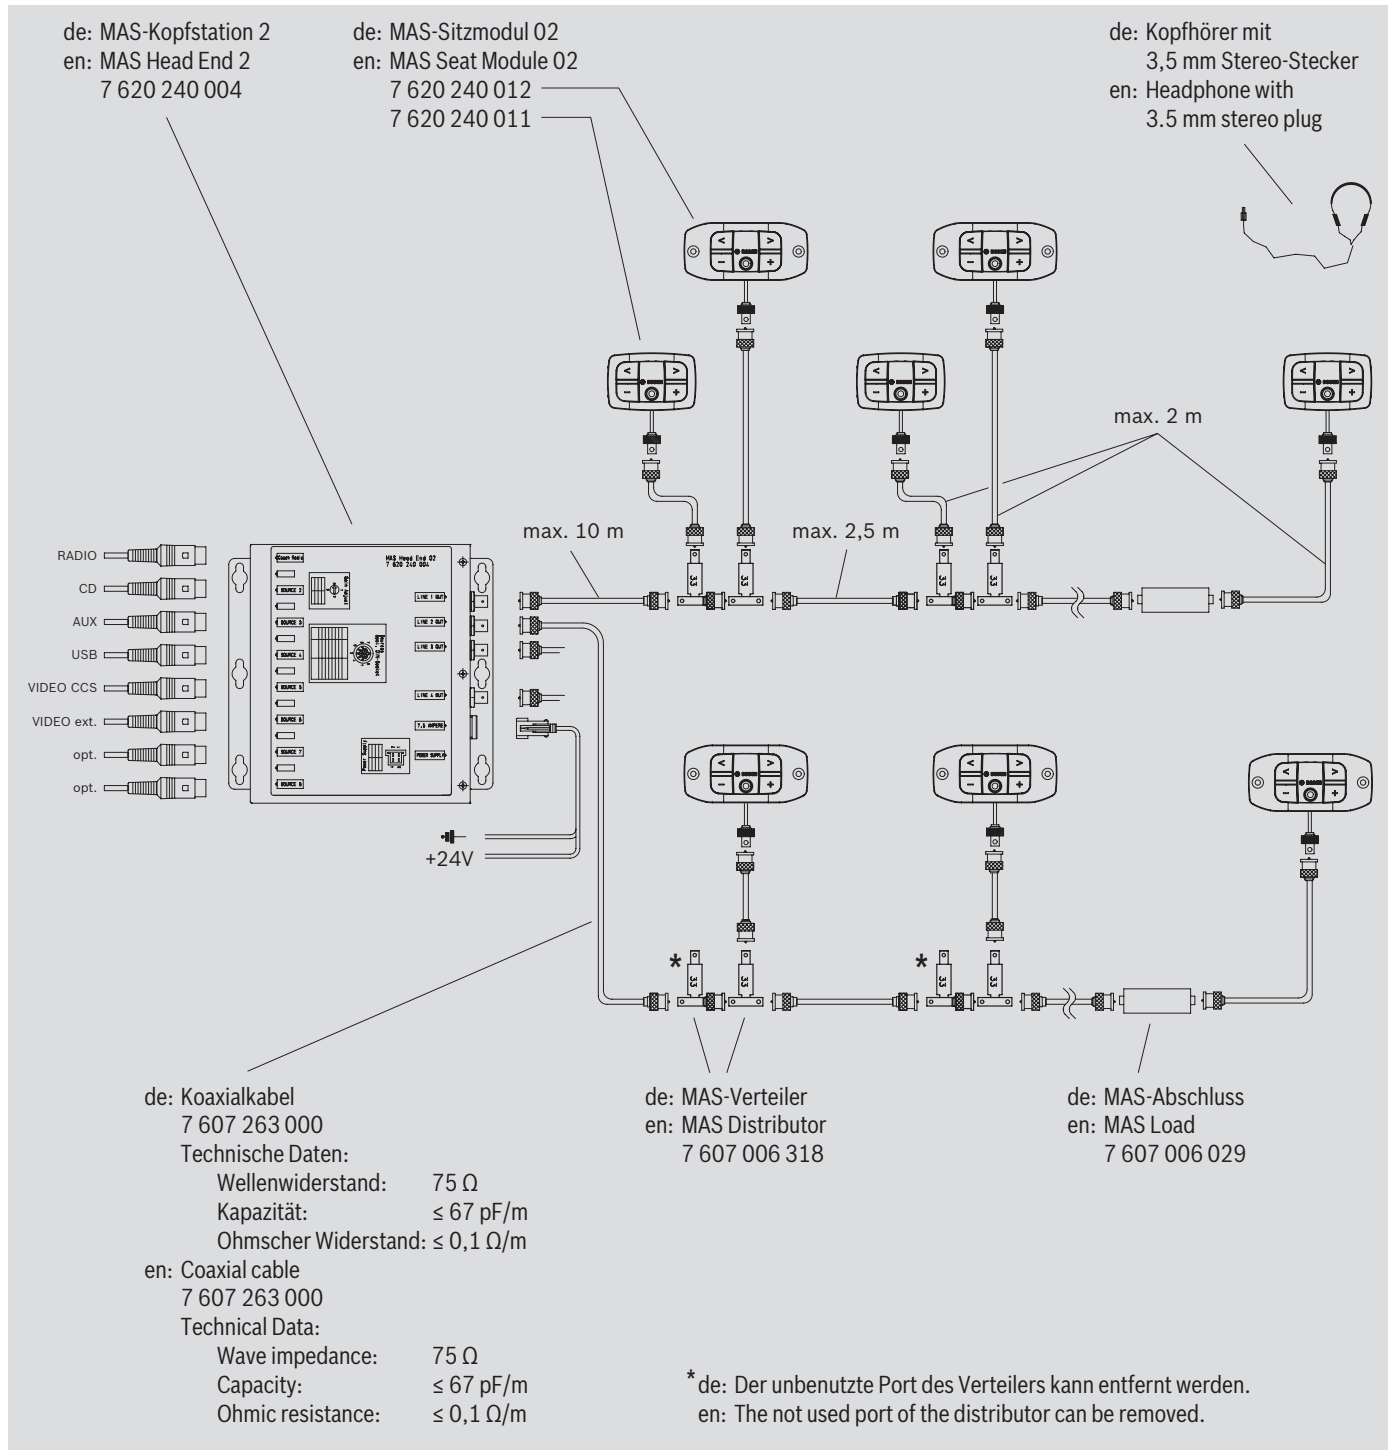 de: MAS-Kopfstation 2
en: MAS Head End 2
7 620 240 004
de: MAS-Sitzmodul 02
en: MAS Seat Module 02
7 620 240 012
7 620 240 011
de: Kopfhörer mit
3,5 mm Stereo-Stecker
en: Headphone with
3.5 mm stereo plug
max. 2 m
max. 10 m
max. 2,5 m
RADIO
CD
AUX
USB
VIDEO CCS
VIDEO ext.
opt.
opt.
MAS Head End 02
7 620 240 004
SOURCE 2
SOURCE 3
SOURCE 4
SOURCE 5
SOURCE 6
SOURCE 7
SOURCE 8
Gain Adjust
LINE 1 OUT
LINE 2 OUT
LINE 3 OUT
LINE 4 OUT
7,5 AMPERE
POWER SUPPLY
Power Supply
33
33
33
33
+24V
*
*
33
33
33
33
de: Koaxialkabel
7 607 263 000
Technische Daten:
Wellenwiderstand: 75 Ω
Kapazität: ≤ 67 pF/m
Ohmscher Widerstand: ≤ 0,1 Ω/m
en: Coaxial cable
7 607 263 000
Technical Data:
Wave impedance: 75 Ω
Capacity: ≤ 67 pF/m
Ohmic resistance: ≤ 0,1 Ω/m
de: MAS-Verteiler
en: MAS Distributor
7 607 006 318
de: MAS-Abschluss
en: MAS Load
7 607 006 029
* de: Der unbenutzte Port des Verteilers kann entfernt werden.
en: The not used port of the distributor can be removed.